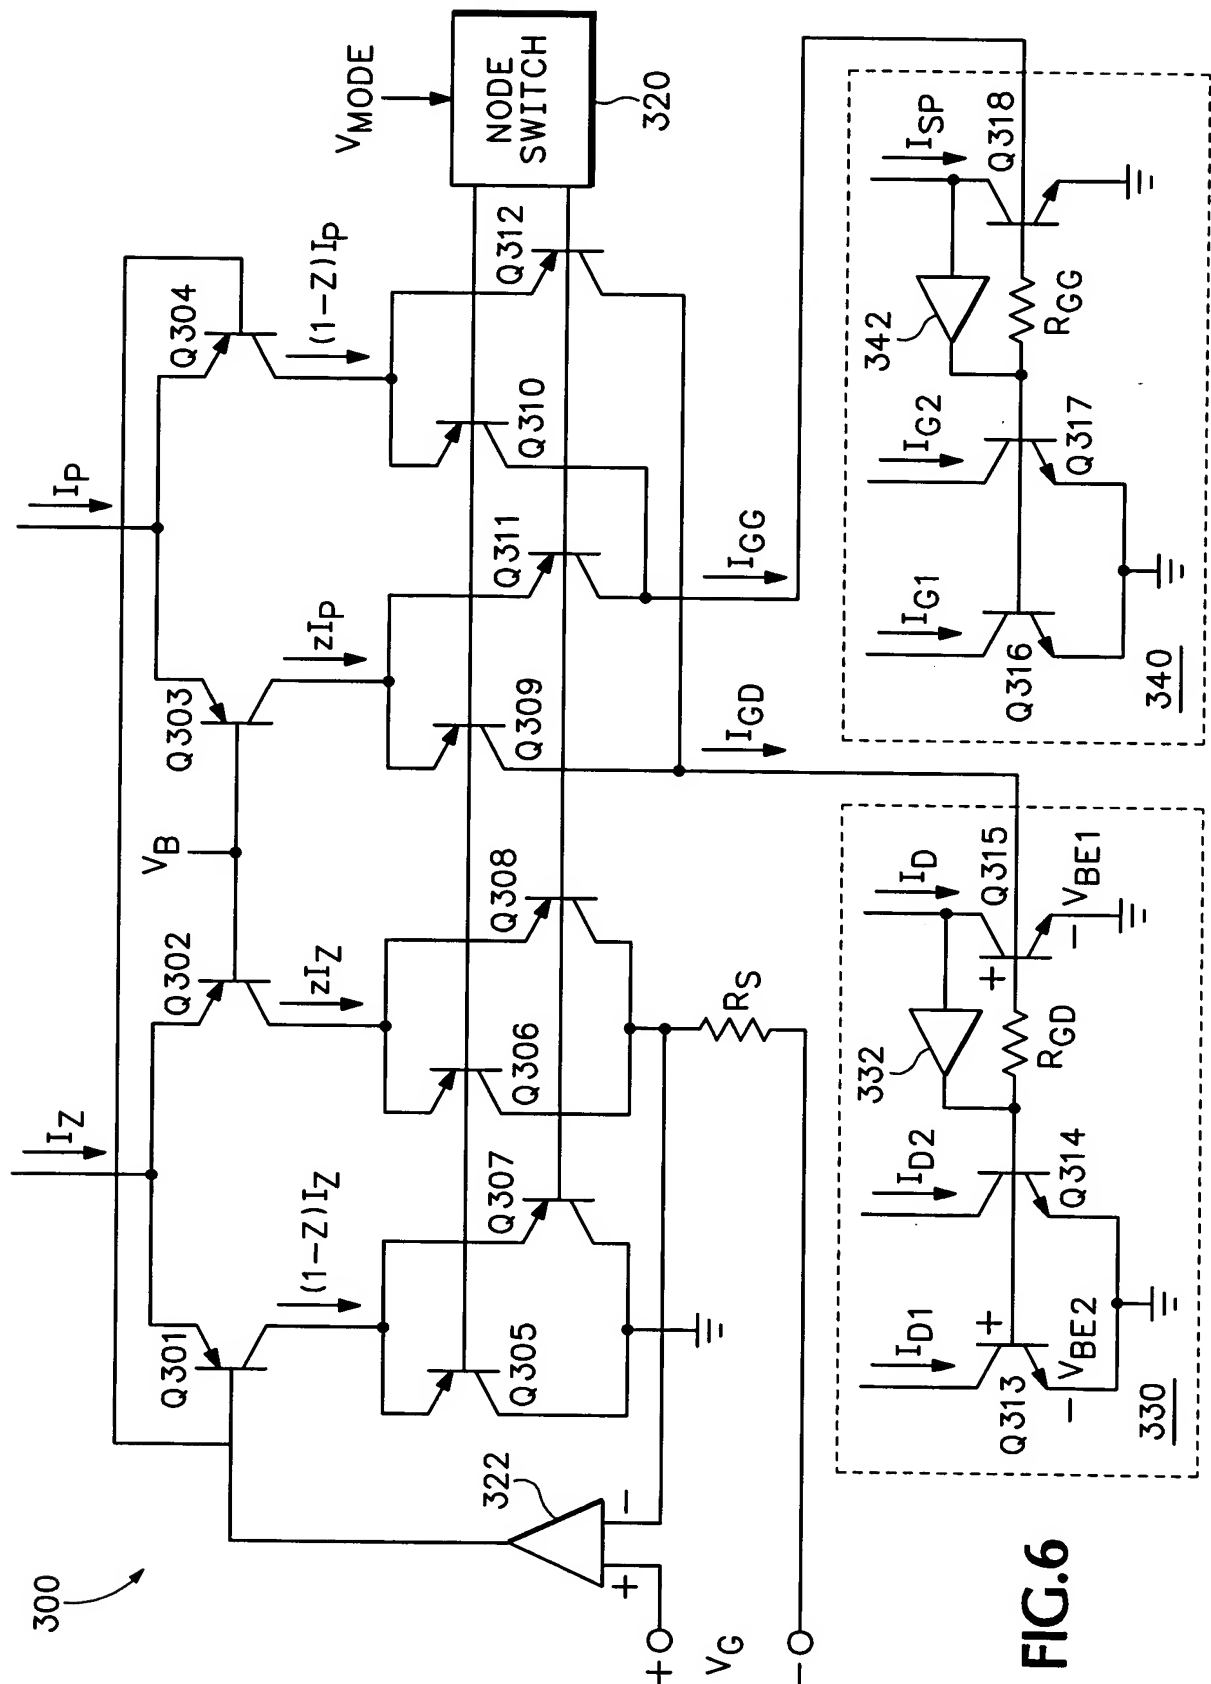 300
I_Z
I_P
V_MODE
NODE
SWITCH
320
Q301
Q302
V_B
Q303
Q304
(1-Z)I_Z
zI_Z
zI_P
(1-Z)I_P
Q305
Q307
Q306
Q308
Q309
Q311
Q310
Q312
322
+
−
+
V_G
−
R_S
I_GD
I_GG
I_D1
I_D2
332
I_D
Q313
+
V_BE2
−
Q314
R_GD
Q315
+
V_BE1
−
330
I_G1
I_G2
342
I_SP
Q316
Q317
R_GG
Q318
340
FIG.6